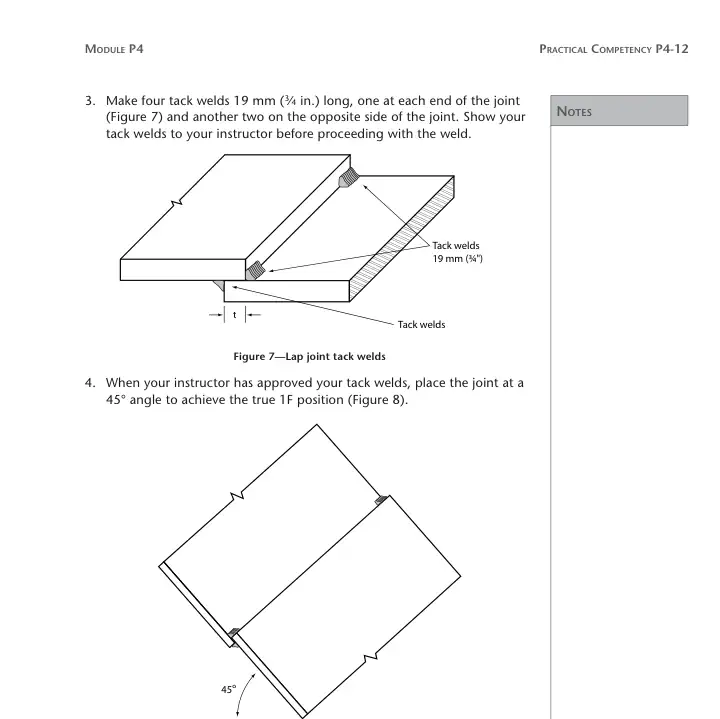 MODULE P4
PRACTICAL COMPETENCY P4-12
3. Make four tack welds 19 mm (¾ in.) long, one at each end of the joint
(Figure 7) and another two on the opposite side of the joint. Show your
tack welds to your instructor before proceeding with the weld.
NOTES
Tack welds
19 mm (¾")
t
Tack welds
Figure 7—Lap joint tack welds
4. When your instructor has approved your tack welds, place the joint at a
45° angle to achieve the true 1F position (Figure 8).
45°